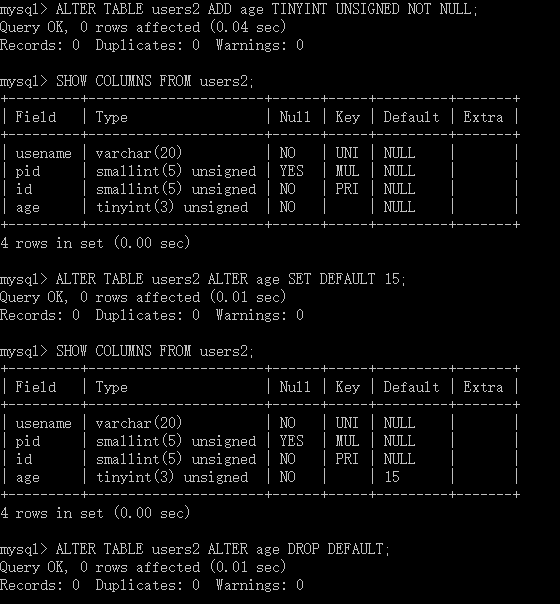 mysql> ALTER TABLE users2 ADD age TINYINT UNSIGNED NOT NULL;
Query OK, 0 rows affected (0.04 sec)
Records: 0  Duplicates: 0  Warnings: 0

mysql> SHOW COLUMNS FROM users2;
+---------+----------------------+------+-----+---------+-------+
| Field   | Type                 | Null | Key | Default | Extra |
+---------+----------------------+------+-----+---------+-------+
| usename | varchar(20)          | NO   | UNI | NULL    |       |
| pid     | smallint(5) unsigned | YES  | MUL | NULL    |       |
| id      | smallint(5) unsigned | NO   | PRI | NULL    |       |
| age     | tinyint(3) unsigned  | NO   |     | NULL    |       |
+---------+----------------------+------+-----+---------+-------+
4 rows in set (0.00 sec)

mysql> ALTER TABLE users2 ALTER age SET DEFAULT 15;
Query OK, 0 rows affected (0.01 sec)
Records: 0  Duplicates: 0  Warnings: 0

mysql> SHOW COLUMNS FROM users2;
+---------+----------------------+------+-----+---------+-------+
| Field   | Type                 | Null | Key | Default | Extra |
+---------+----------------------+------+-----+---------+-------+
| usename | varchar(20)          | NO   | UNI | NULL    |       |
| pid     | smallint(5) unsigned | YES  | MUL | NULL    |       |
| id      | smallint(5) unsigned | NO   | PRI | NULL    |       |
| age     | tinyint(3) unsigned  | NO   |     | 15      |       |
+---------+----------------------+------+-----+---------+-------+
4 rows in set (0.00 sec)

mysql> ALTER TABLE users2 ALTER age DROP DEFAULT;
Query OK, 0 rows affected (0.01 sec)
Records: 0  Duplicates: 0  Warnings: 0